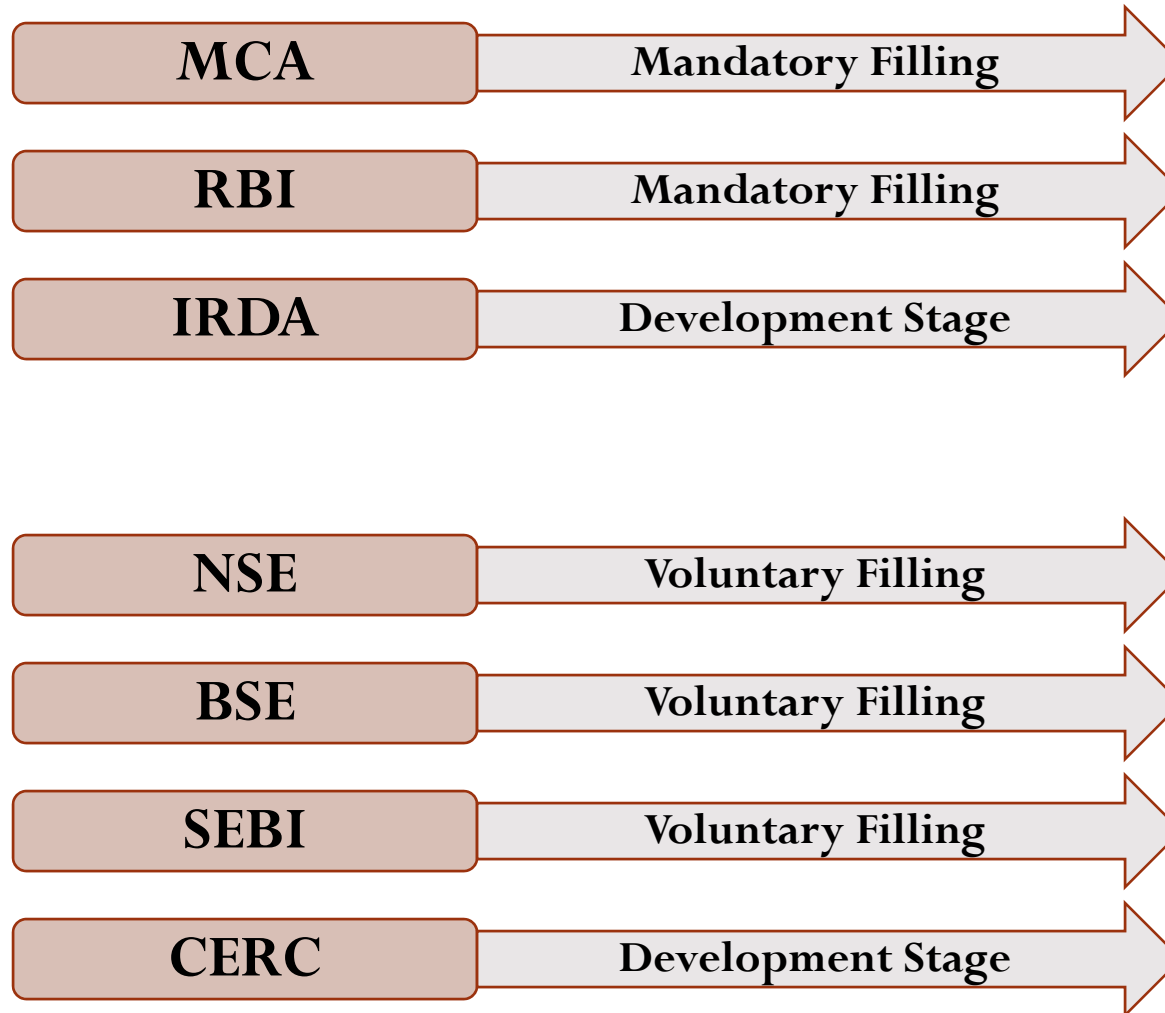 MCA
Mandatory Filling
RBI
Mandatory Filling
IRDA
Development Stage
NSE
Voluntary Filling
BSE
Voluntary Filling
SEBI
Voluntary Filling
CERC
Development Stage